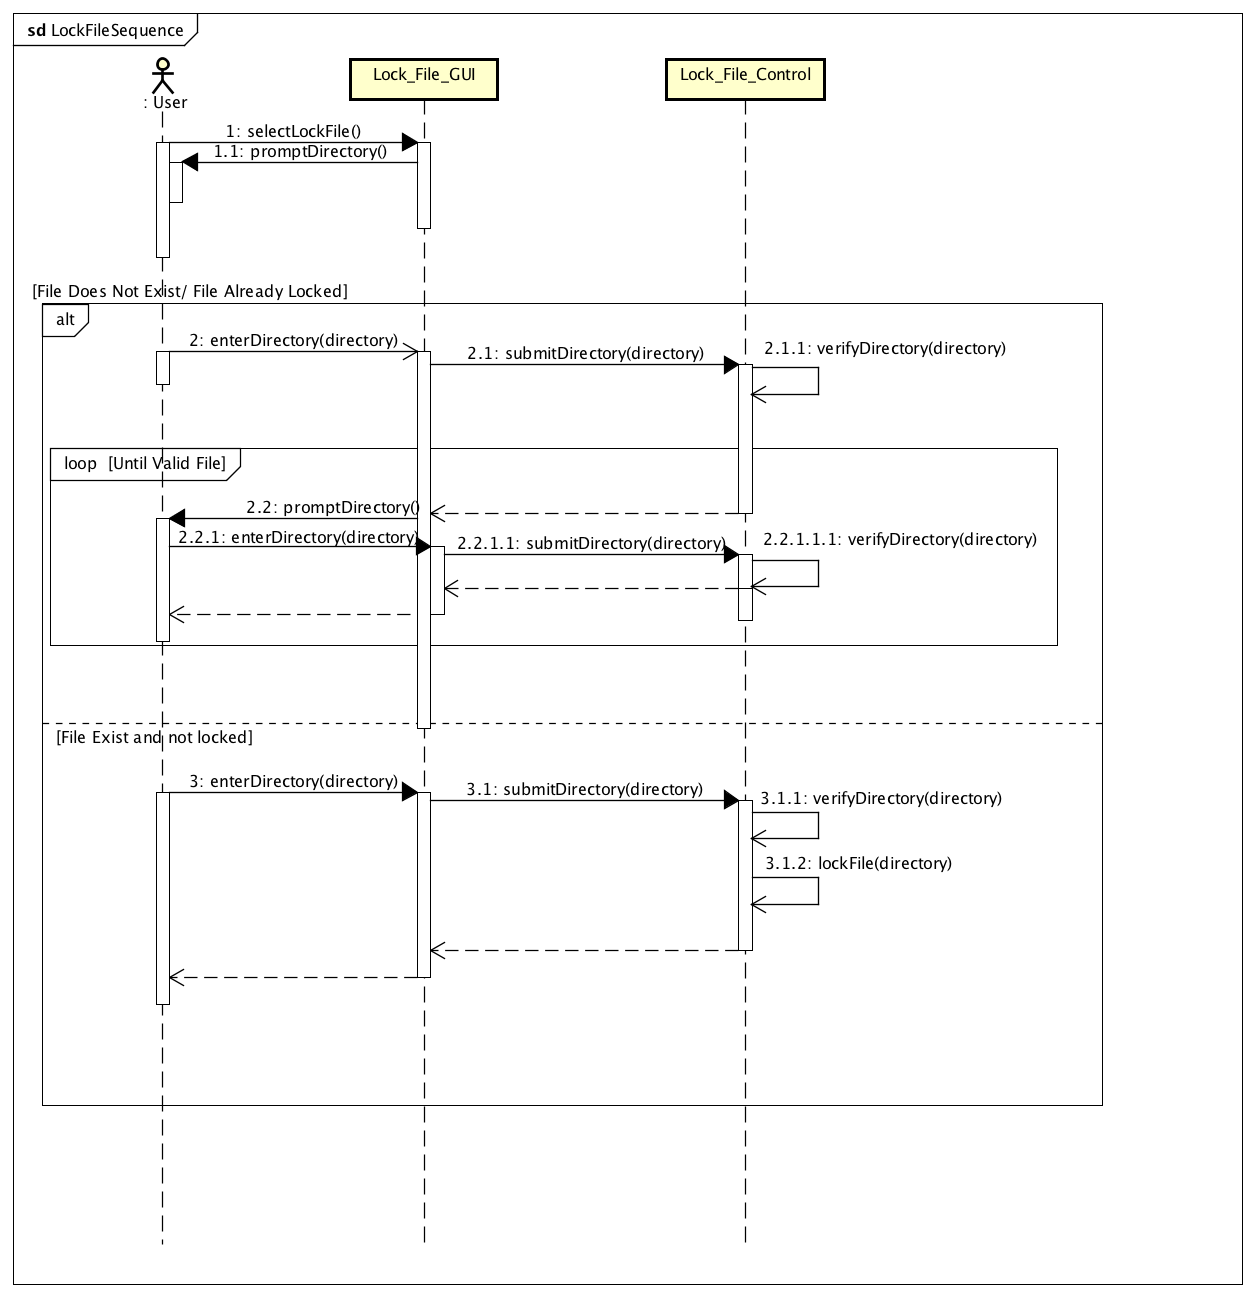 sd LockFileSequence
: User
Lock_File_GUI
Lock_File_Control
1: selectLockFile()
1.1: promptDirectory()
[File Does Not Exist/ File Already Locked]
alt
2: enterDirectory(directory)
2.1: submitDirectory(directory)
2.1.1: verifyDirectory(directory)
loop [Until Valid File]
2.2: promptDirectory()
2.2.1: enterDirectory(directory)
2.2.1.1: submitDirectory(directory)
2.2.1.1.1: verifyDirectory(directory)
[File Exist and not locked]
3: enterDirectory(directory)
3.1: submitDirectory(directory)
3.1.1: verifyDirectory(directory)
3.1.2: lockFile(directory)